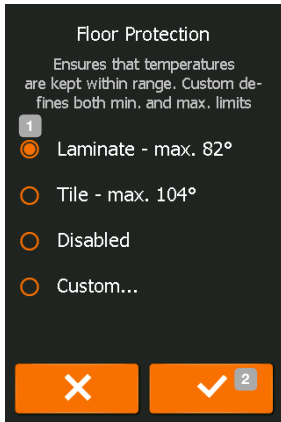 Floor Protection
Ensures that temperatures
are kept within range. Custom de-
fines both min. and max. limits
1
Laminate - max. 82°
Tile - max. 104°
Disabled
Custom...
2